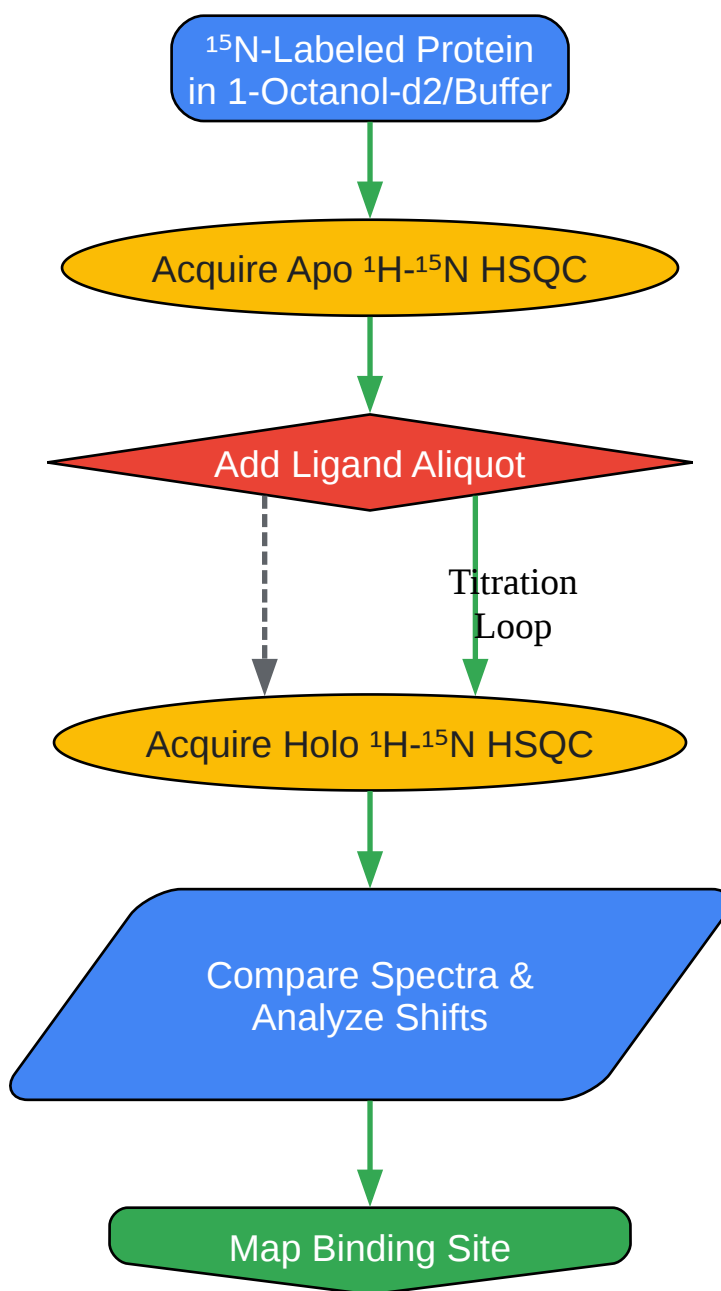 ¹⁵N-Labeled Protein
in 1-Octanol-d2/Buffer
Acquire Apo ¹H-¹⁵N HSQC
Add Ligand Aliquot
Titration
Loop
Acquire Holo ¹H-¹⁵N HSQC
Compare Spectra &
Analyze Shifts
Map Binding Site